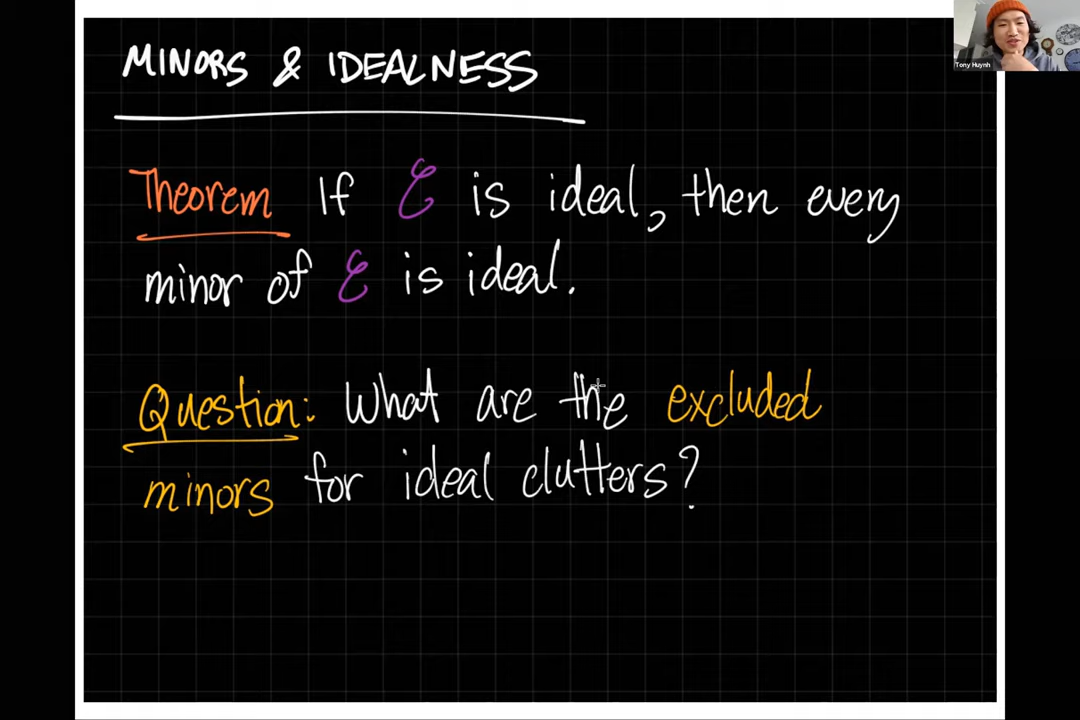 Tony Huynh
MINORS & IDEALNESS
Theorem If C is ideal, then every
minor of C is ideal.
Question: What are the excluded
minors for ideal clutters?